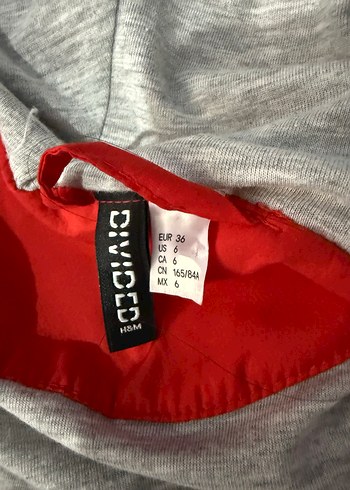 DIVIDED
H&M
EUR 36
US 6
CA 6
CN 165/84A
MX 6